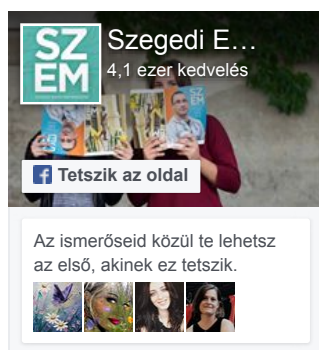 SZ
EM
Szegedi E...
4,1 ezer kedvelés
Tetszik az oldal
Az ismerőseid közül te lehetsz
az első, akinek ez tetszik.